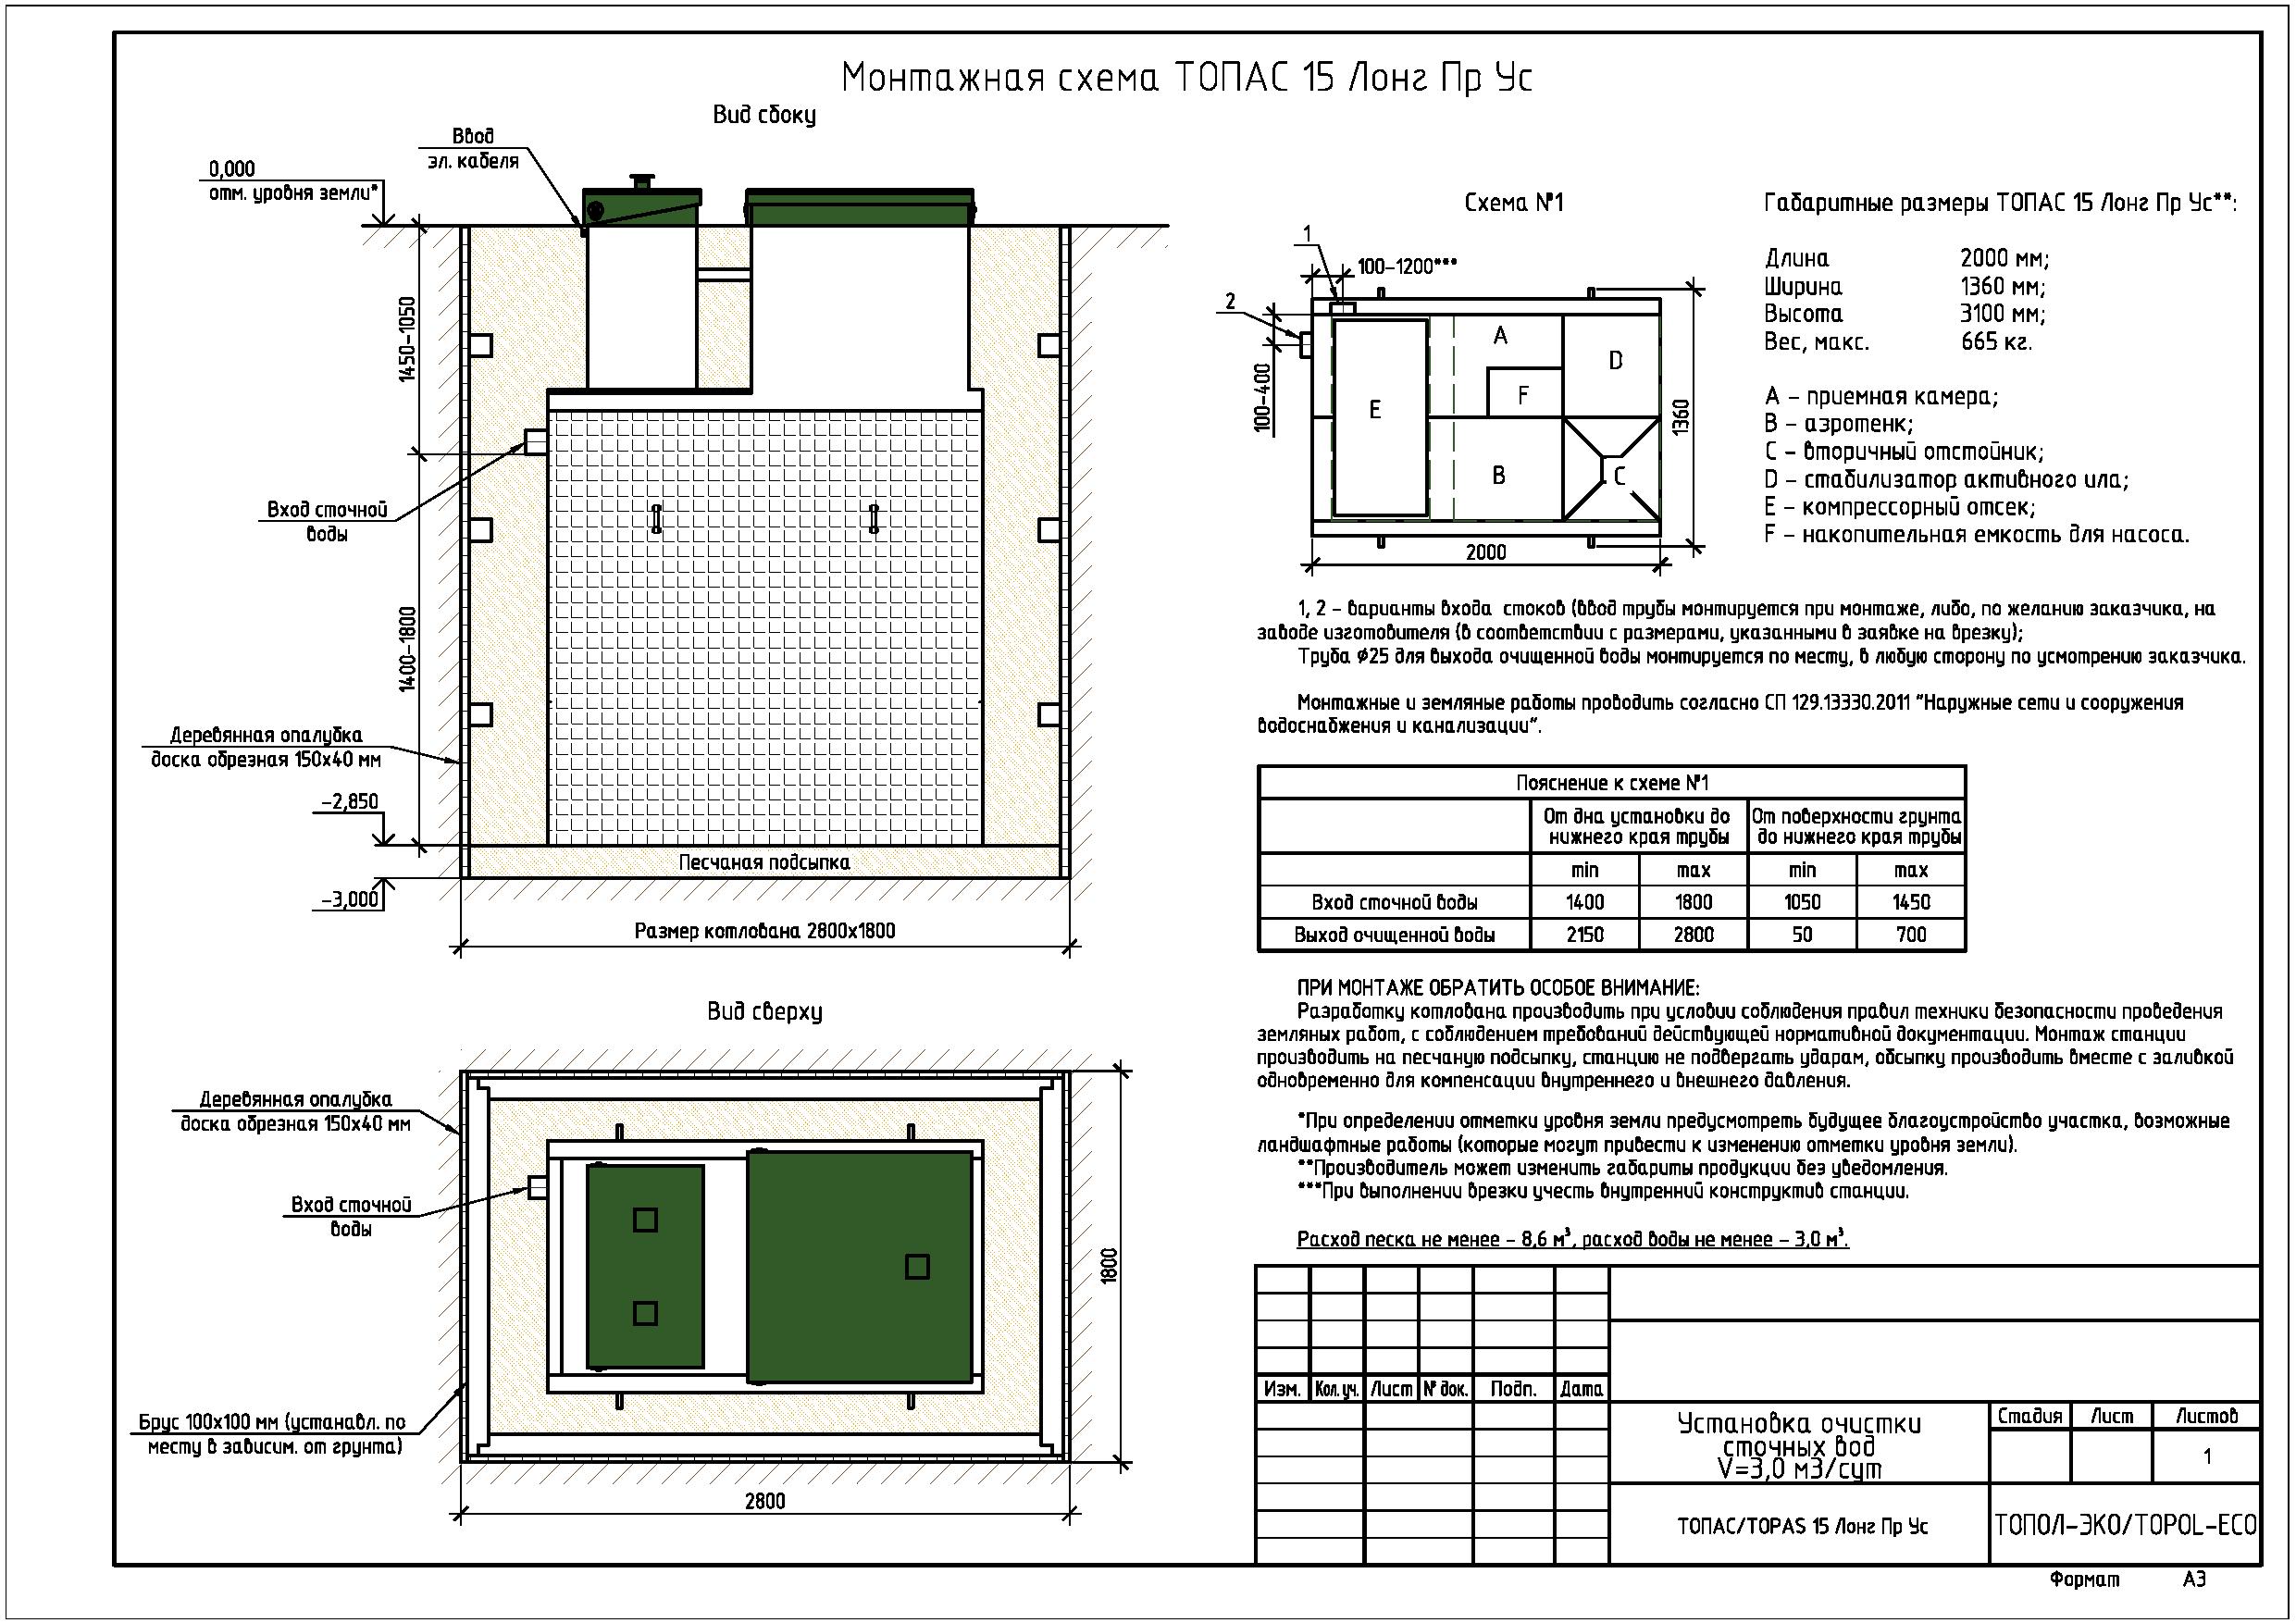 Монтажная схема ТОПАС 15 Лонг Пр Ус
Вид сбоку
Ввод
эл. кабеля
0,000
отм. уровня земли*
1450-1050
Вход сточной
воды
1400-1800
Деревянная опалубка
доска обрезная 150х40 мм
-2,850
Песчаная подсыпка
-3,000
Размер котлована 2800х1800
Вид сверху
Деревянная опалубка
доска обрезная 150х40 мм
Вход сточной
воды
1800
Брус 100х100 мм (устанавл. по
месту в зависим. от грунта)
2800
Схема №1
1
100-1200***
2
100-400
A
D
F
E
B
C
1360
2000
Габаритные размеры ТОПАС 15 Лонг Пр Ус**:
Длина 2000 мм;
Ширина 1360 мм;
Высота 3100 мм;
Вес, макс. 665 кг.
A - приемная камера;
B - аэротенк;
C - вторичный отстойник;
D - стабилизатор активного ила;
E - компрессорный отсек;
F - накопительная емкость для насоса.
1, 2 - варианты входа стоков (ввод трубы монтируется при монтаже, либо, по желанию заказчика, на
заводе изготовителя (в соответствии с размерами, указанными в заявке на врезку);
Труба Ø25 для выхода очищенной воды монтируется по месту, в любую сторону по усмотрению заказчика.
Монтажные и земляные работы проводить согласно СП 129.13330.2011 "Наружные сети и сооружения
водоснабжения и канализации".
Пояснение к схеме №1
От дна установки до
нижнего края трубы
От поверхности грунта
до нижнего края трубы
min max min max
Вход сточной воды 1400 1800 1050 1450
Выход очищенной воды 2150 2800 50 700
ПРИ МОНТАЖЕ ОБРАТИТЬ ОСОБОЕ ВНИМАНИЕ:
Разработку котлована производить при условии соблюдения правил техники безопасности проведения
земляных работ, с соблюдением требований действующей нормативной документации. Монтаж станции
производить на песчаную подсыпку, станцию не подвергать ударам, обсыпку производить вместе с заливкой
одновременно для компенсации внутреннего и внешнего давления.
*При определении отметки уровня земли предусмотреть будущее благоустройство участка, возможные
ландшафтные работы (которые могут привести к изменению отметки уровня земли).
**Производитель может изменить габариты продукции без уведомления.
***При выполнении врезки учесть внутренний конструктив станции.
Расход песка не менее - 8,6 м³, расход воды не менее - 3,0 м³.
Изм. Кол. уч. Лист № док. Подп. Дата
Установка очистки
сточных вод
V=3,0 м3/сут
Стадия Лист Листов
1
ТОПАС/TOPAS 15 Лонг Пр Ус
ТОПОЛ-ЭКО/TOPOL-ECO
Формат А3